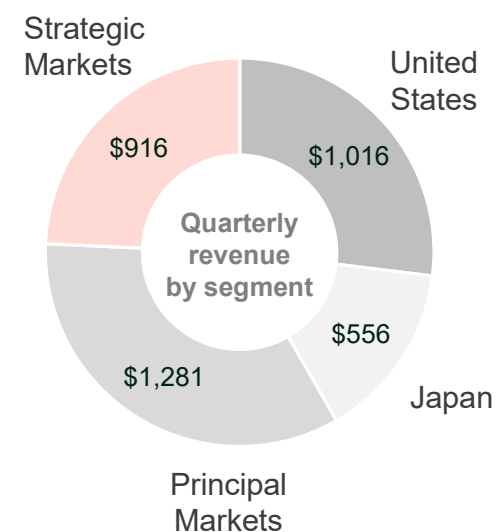 Strategic
Markets
United
States
$916
$1,016
Quarterly
revenue
by segment
$556
$1,281
Japan
Principal
Markets